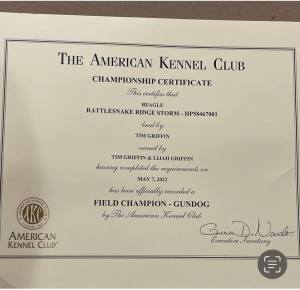 THE AMERICAN KENNEL CLUB
CHAMPIONSHIP CERTIFICATE
This certifies that
BEAGLE
RATTLESNAKE RIDGE STORM - HP58467001
bred by
TIM GRIFFIN
owned by
TIM GRIFFIN & LIJAH GRIFFIN
having completed the requirements on
MAY 7, 2022
has been officially recorded a
FIELD CHAMPION - GUNDOG
by The American Kennel Club
AKC
AMERICAN
KENNEL CLUB®
Executive Secretary